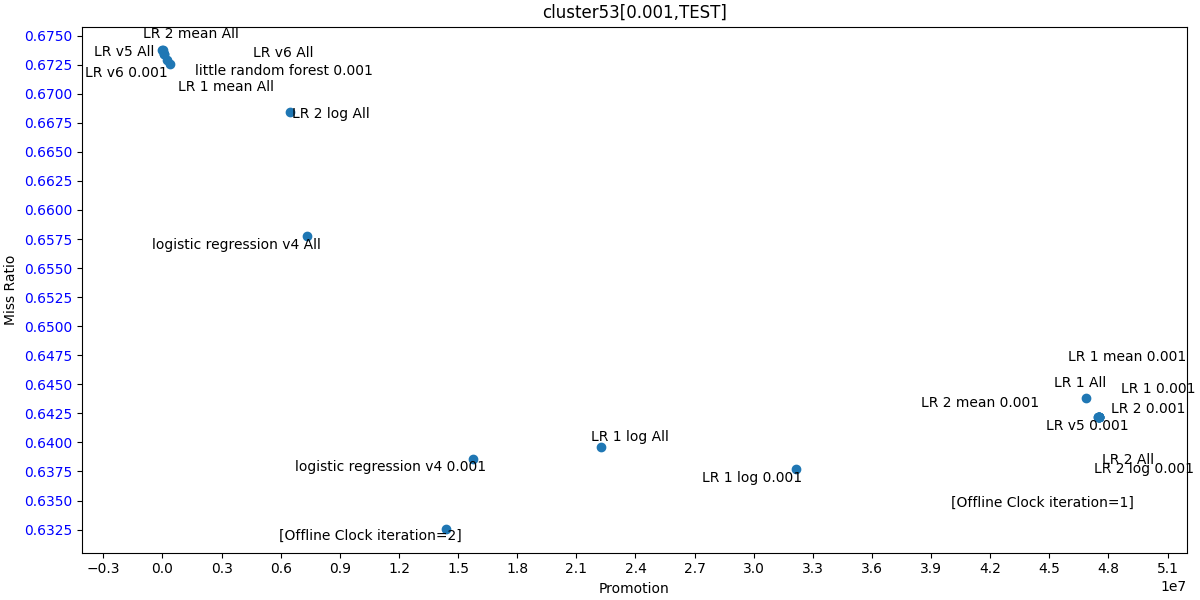 cluster53[0.001,TEST]
0.6750
0.6725
0.6700
0.6675
0.6650
0.6625
0.6600
0.6575
0.6550
0.6525
0.6500
0.6475
0.6450
0.6425
0.6400
0.6375
0.6350
0.6325
Miss Ratio
LR 2 mean All
LR v5 All
LR v6 All
LR v6 0.001
little random forest 0.001
LR 1 mean All
LR 2 log All
logistic regression v4 All
LR 1 mean 0.001
LR 1 All
LR 1 0.001
LR 2 mean 0.001
LR 2 0.001
LR v5 0.001
LR 1 log All
LR 2 All
logistic regression v4 0.001
LR 2 log 0.001
LR 1 log 0.001
[Offline Clock iteration=1]
[Offline Clock iteration=2]
−0.3 0.0 0.3 0.6 0.9 1.2 1.5 1.8 2.1 2.4 2.7 3.0 3.3 3.6 3.9 4.2 4.5 4.8 5.1
1e7
Promotion